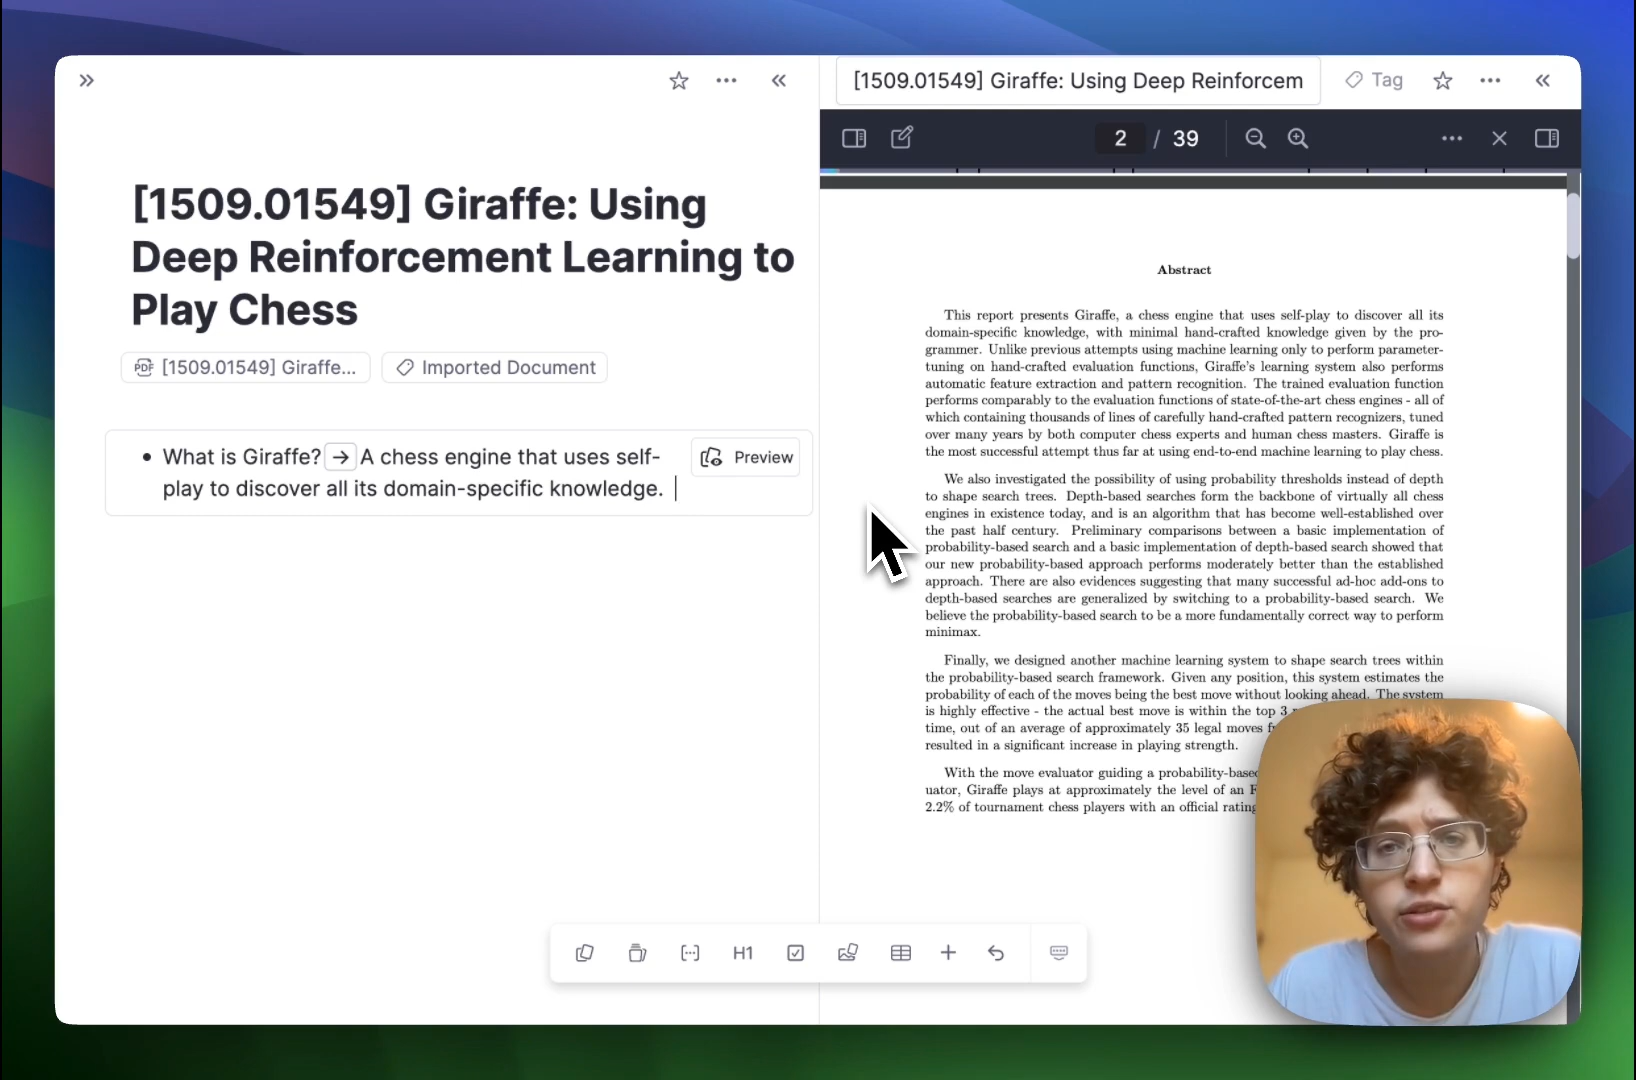 [1509.01549] Giraffe: Using
Deep Reinforcement Learning to
Play Chess
PDF [1509.01549] Giraffe...
Imported Document
What is Giraffe? → A chess engine that uses self-
play to discover all its domain-specific knowledge.
Preview
[1509.01549] Giraffe: Using Deep Reinforcem
Tag
2 / 39
Abstract
This report presents Giraffe, a chess engine that uses self-play to discover all its
domain-specific knowledge, with minimal hand-crafted knowledge given by the pro-
grammer. Unlike previous attempts using machine learning only to perform parameter-
tuning on hand-crafted evaluation functions, Giraffe's learning system also performs
automatic feature extraction and pattern recognition. The trained evaluation function
performs comparably to the evaluation functions of state-of-the-art chess engines - all of
which containing thousands of lines of carefully hand-crafted pattern recognizers, tuned
over many years by both computer chess experts and human chess masters. Giraffe is
the most successful attempt thus far at using end-to-end machine learning to play chess.
We also investigated the possibility of using probability thresholds instead of depth
to shape search trees. Depth-based searches form the backbone of virtually all chess
engines in existence today, and is an algorithm that has become well-established over
the past half century. Preliminary comparisons between a basic implementation of
probability-based search and a basic implementation of depth-based search showed that
our new probability-based approach performs moderately better than the established
approach. There are also evidences suggesting that many successful ad-hoc add-ons to
depth-based searches are generalized by switching to a probability-based search. We
believe the probability-based search to be a more fundamentally correct way to perform
minimax.
Finally, we designed another machine learning system to shape search trees within
the probability-based search framework. Given any position, this system estimates the
probability of each of the moves being the best move without looking ahead. The system
is highly effective - the actual best move is within the top 3
time, out of an average of approximately 35 legal moves
resulted in a significant increase in playing strength.
With the move evaluator guiding a probability-based
uator, Giraffe plays at approximately the level of an
2.2% of tournament chess players with an official rating
H1